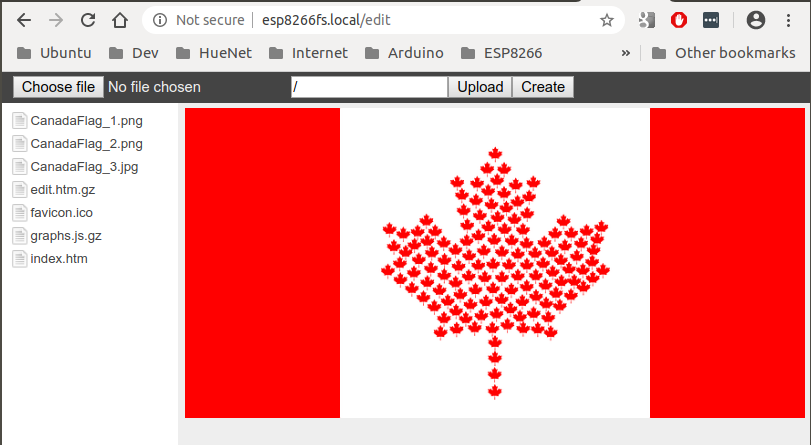 Not secure | esp8266fs.local/edit
Ubuntu Dev HueNet Internet Arduino ESP8266 » Other bookmarks
Choose file No file chosen / Upload Create
CanadaFlag_1.png
CanadaFlag_2.png
CanadaFlag_3.jpg
edit.htm.gz
favicon.ico
graphs.js.gz
index.htm